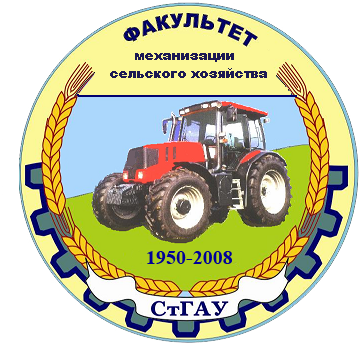 ФАКУЛЬТЕТ
механизации
сельского хозяйства
1950-2008
СтГАУ